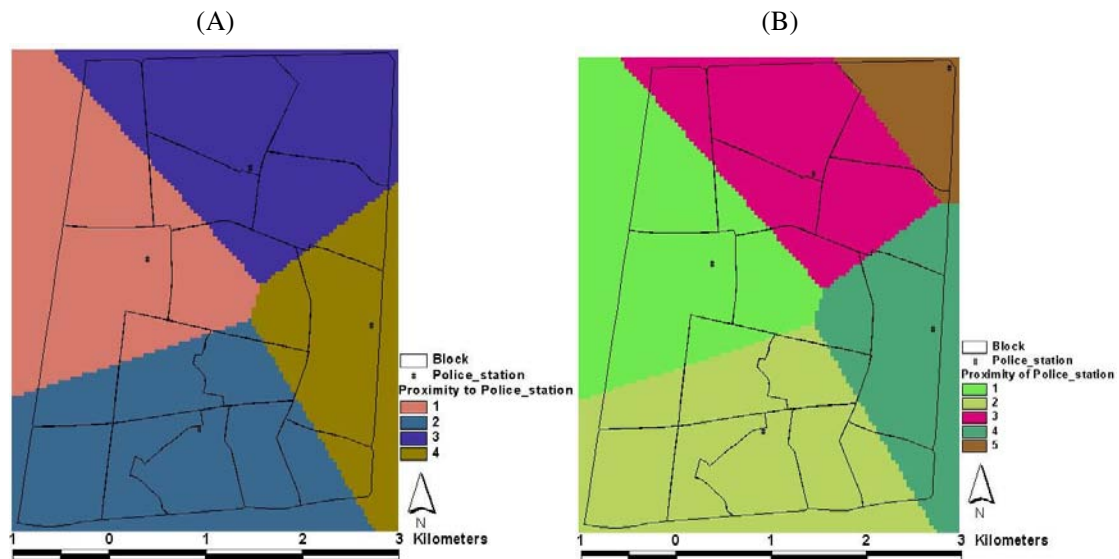 (A)
Block
Police_station
Proximity to Police_station
1
2
3
4
N
1 0 1 2 3 Kilometers
(B)
Block
Police_station
Proximity of Police_station
1
2
3
4
5
N
1 0 1 2 3 Kilometers